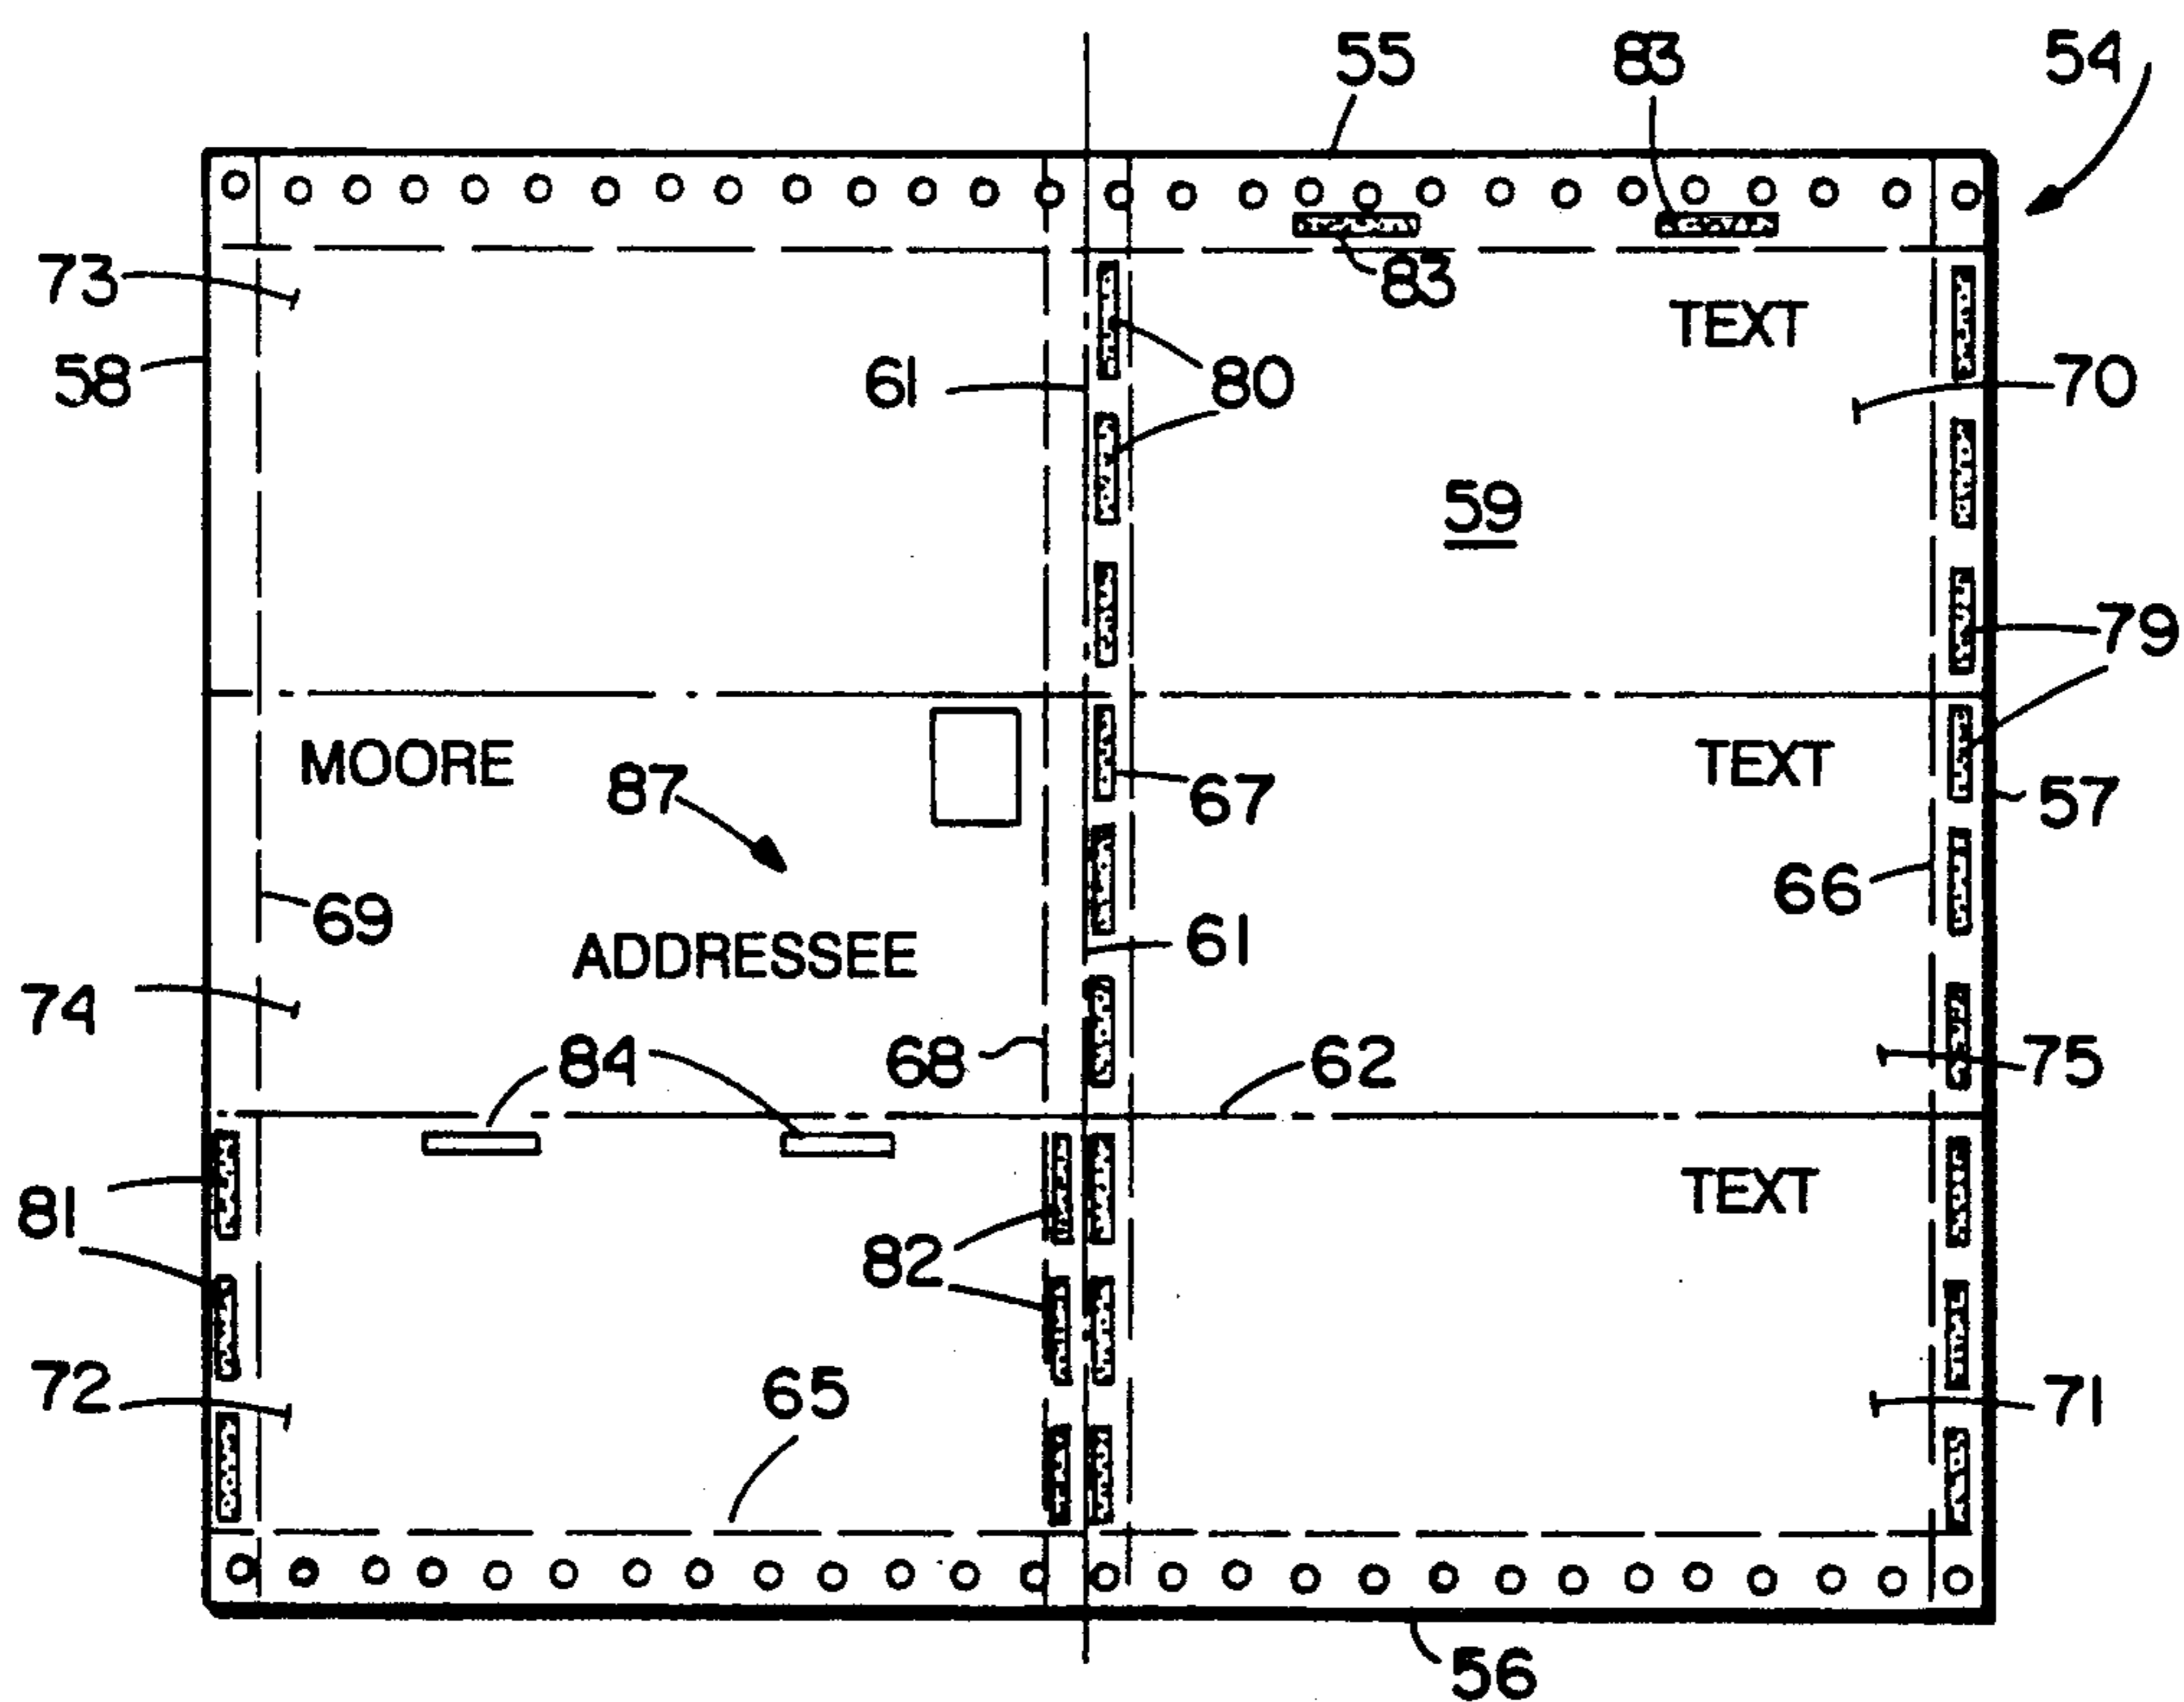 55 83 54
73 83 TEXT
58 61 80 70
59
79
MOORE 87 67 TEXT 57
69 66
ADDRESSEE 61
74 84 68 62 75
81 82 TEXT
72 65 71
56